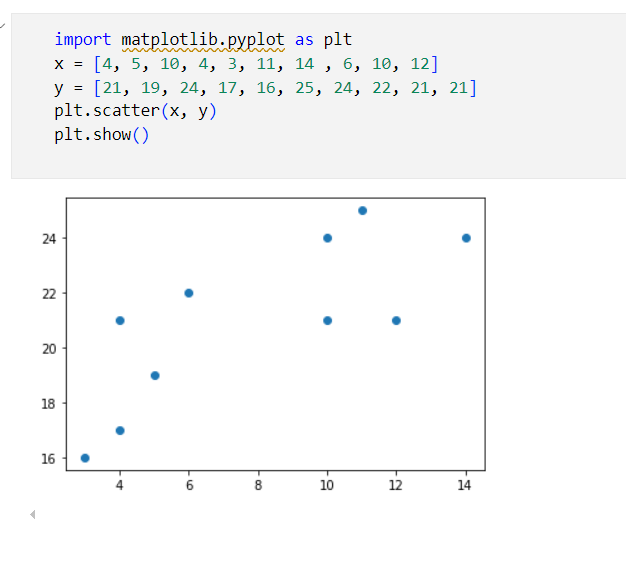 import matplotlib.pyplot as plt
x = [4, 5, 10, 4, 3, 11, 14 , 6, 10, 12]
y = [21, 19, 24, 17, 16, 25, 24, 22, 21, 21]
plt.scatter(x, y)
plt.show()
24
22
20
18
16
4 6 8 10 12 14